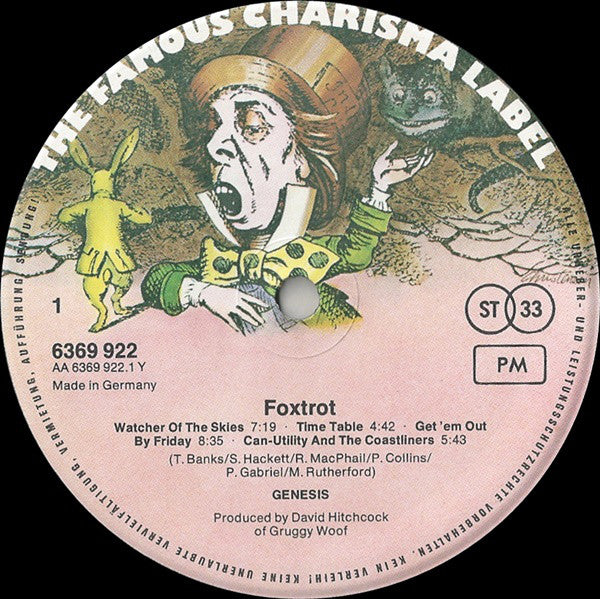 THE FAMOUS CHARISMA LABEL
1
ST 33
6369 922
AA 6369 922.1 Y
Made in Germany
PM
Foxtrot
Watcher Of The Skies 7:19 · Time Table 4:42 · Get 'em Out
By Friday 8:35 · Can-Utility And The Coastliners 5:43
(T. Banks/S. Hackett/R. MacPhail/P. Collins/
P. Gabriel/M. Rutherford)
GENESIS
Produced by David Hitchcock
of Gruggy Woof
ALLE URHEBER- UND LEISTUNGSSCHUTZRECHTE VORBEHALTEN. KEIN VERLEIH! KEINE UNERLAUBTE VERVIELFÄLTIGUNG, VERMIETUNG, AUFFÜHRUNG, SENDUNG!